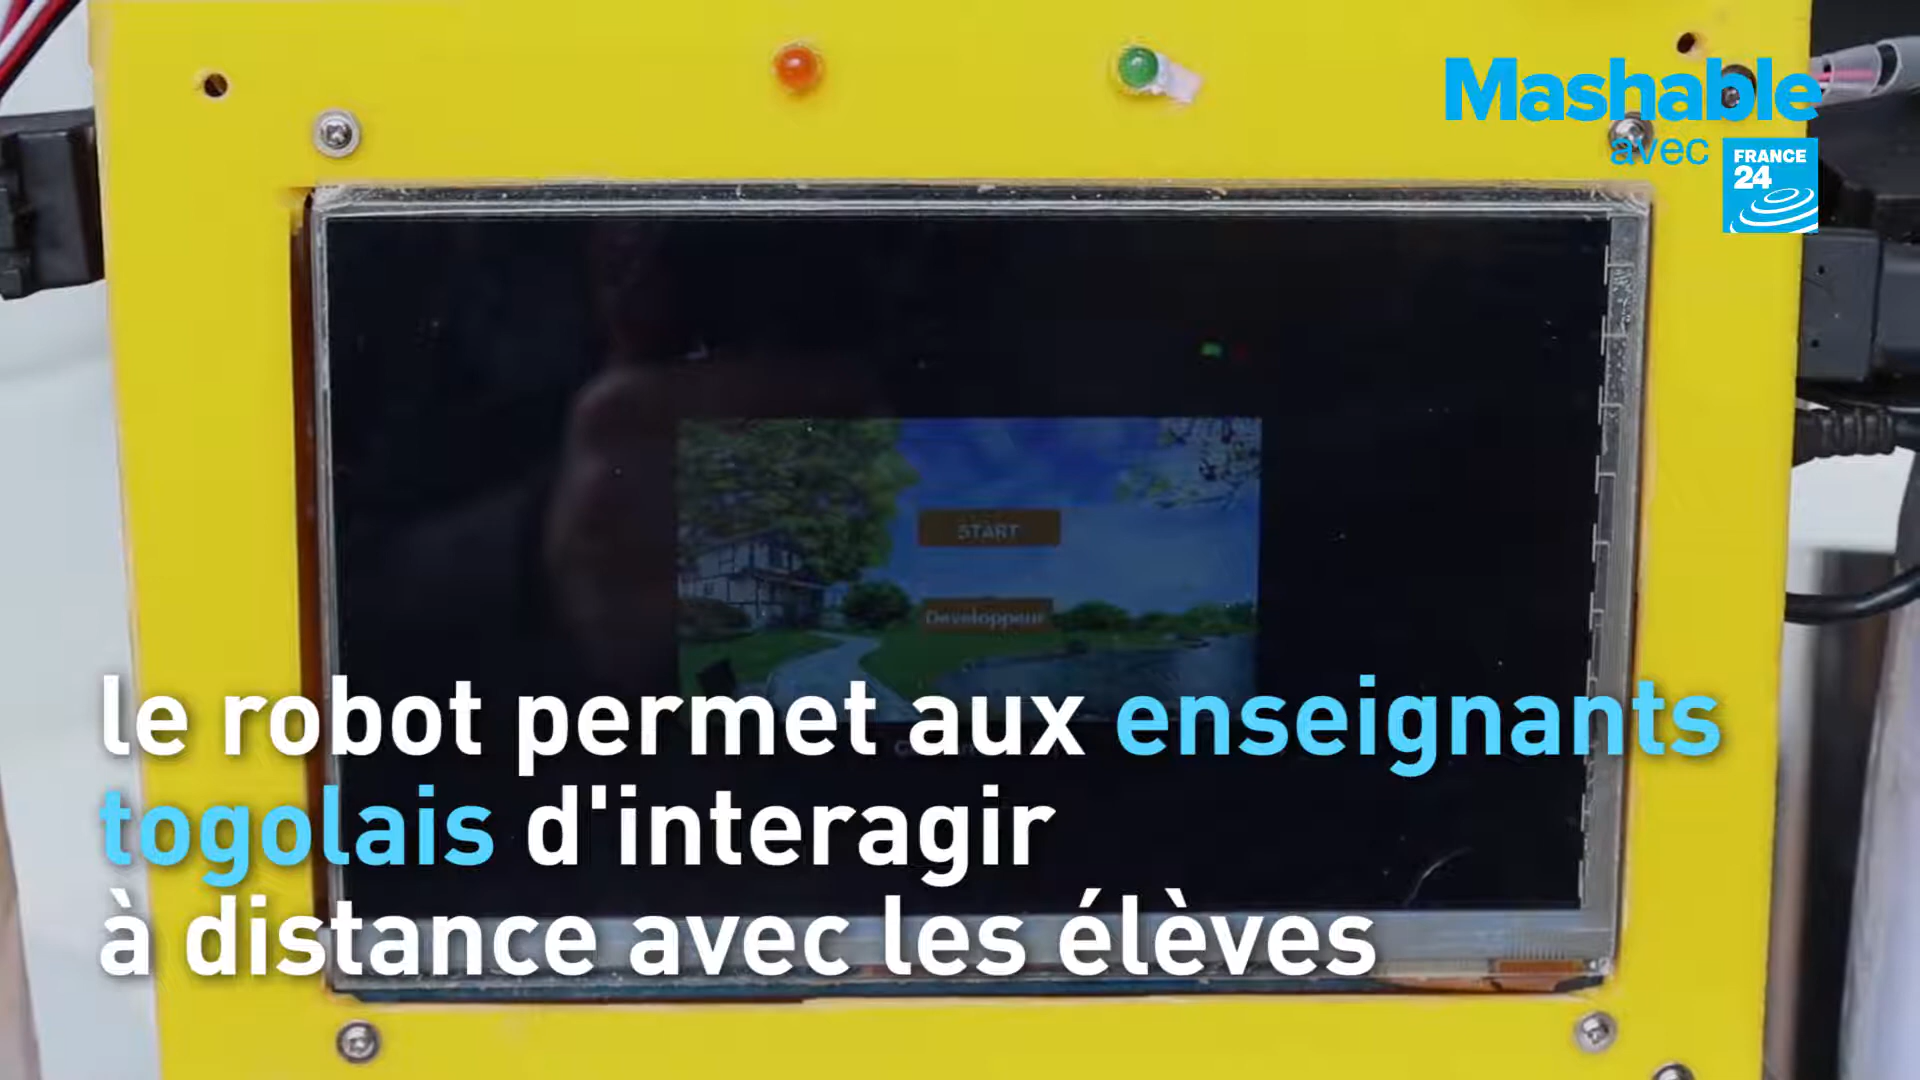 Mashable
avec
FRANCE
24
START
Developpeur
le robot permet aux enseignants
togolais d'interagir
à distance avec les élèves